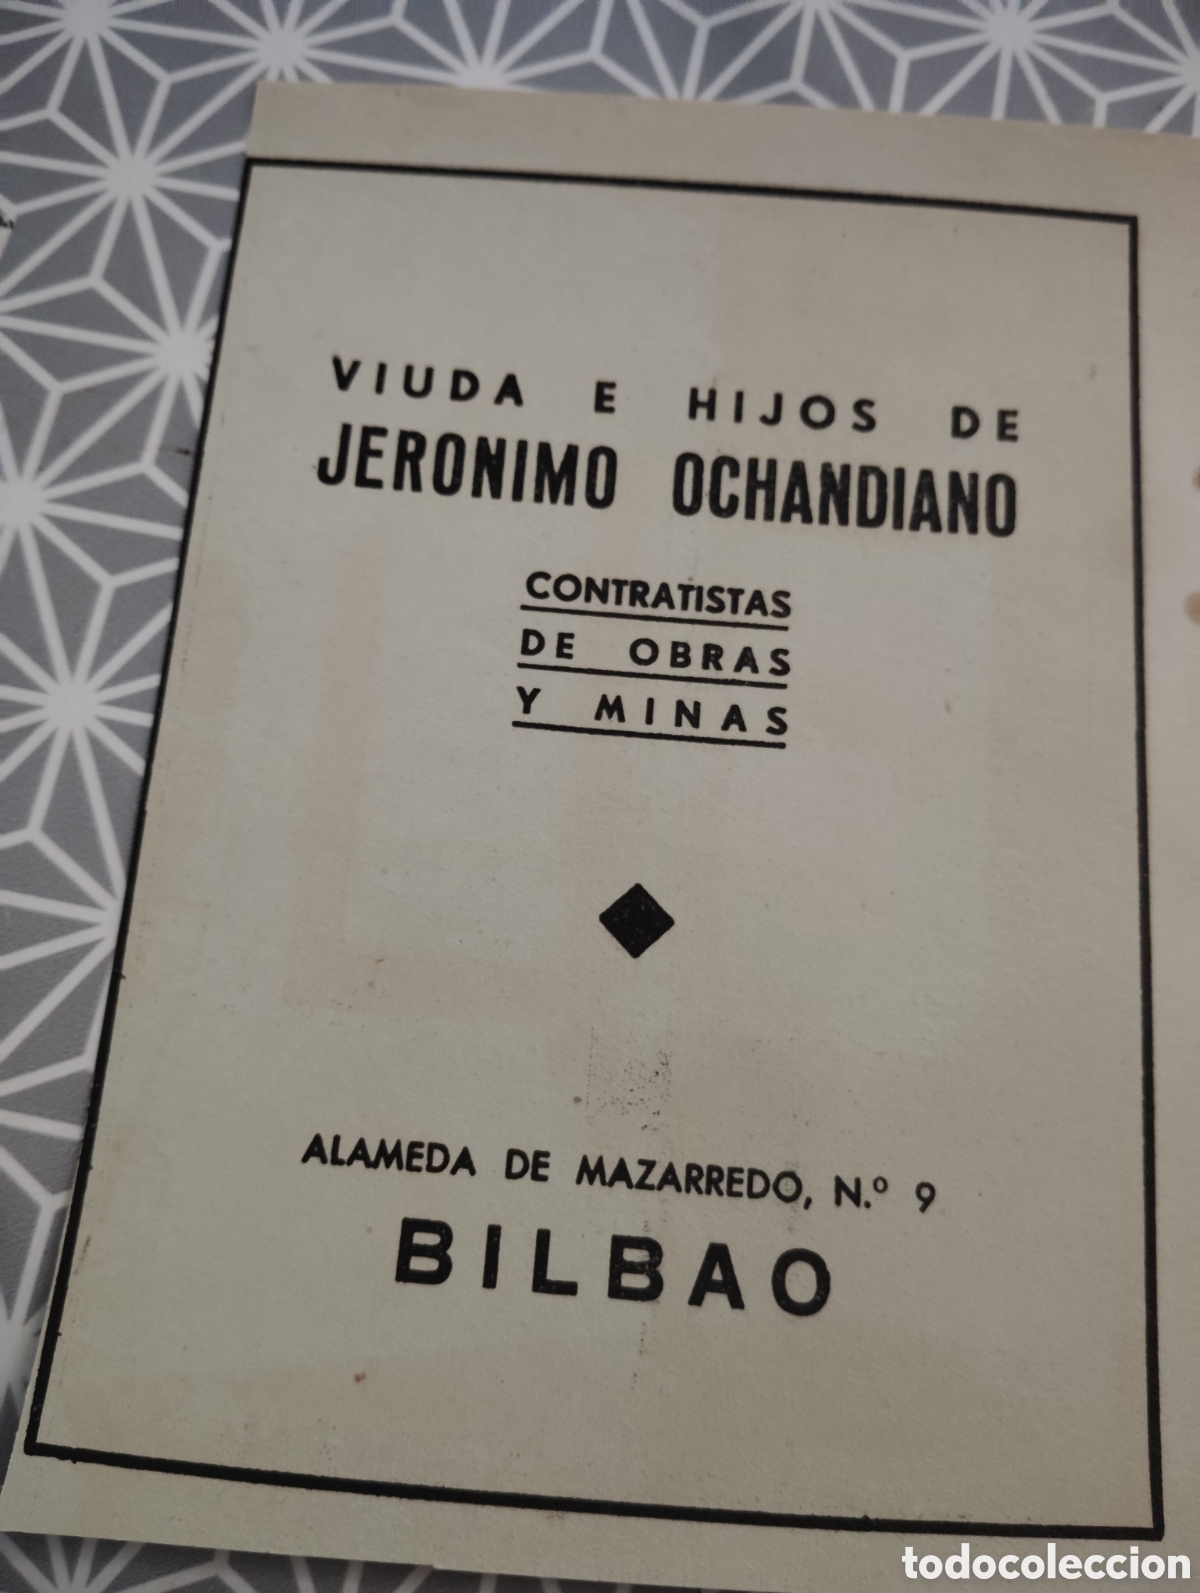 VIUDA E HIJOS DE
JERONIMO OCHANDIANO
CONTRATISTAS
DE OBRAS
Y MINAS
ALAMEDA DE MAZARREDO, N.º 9
BILBAO
todocoleccion